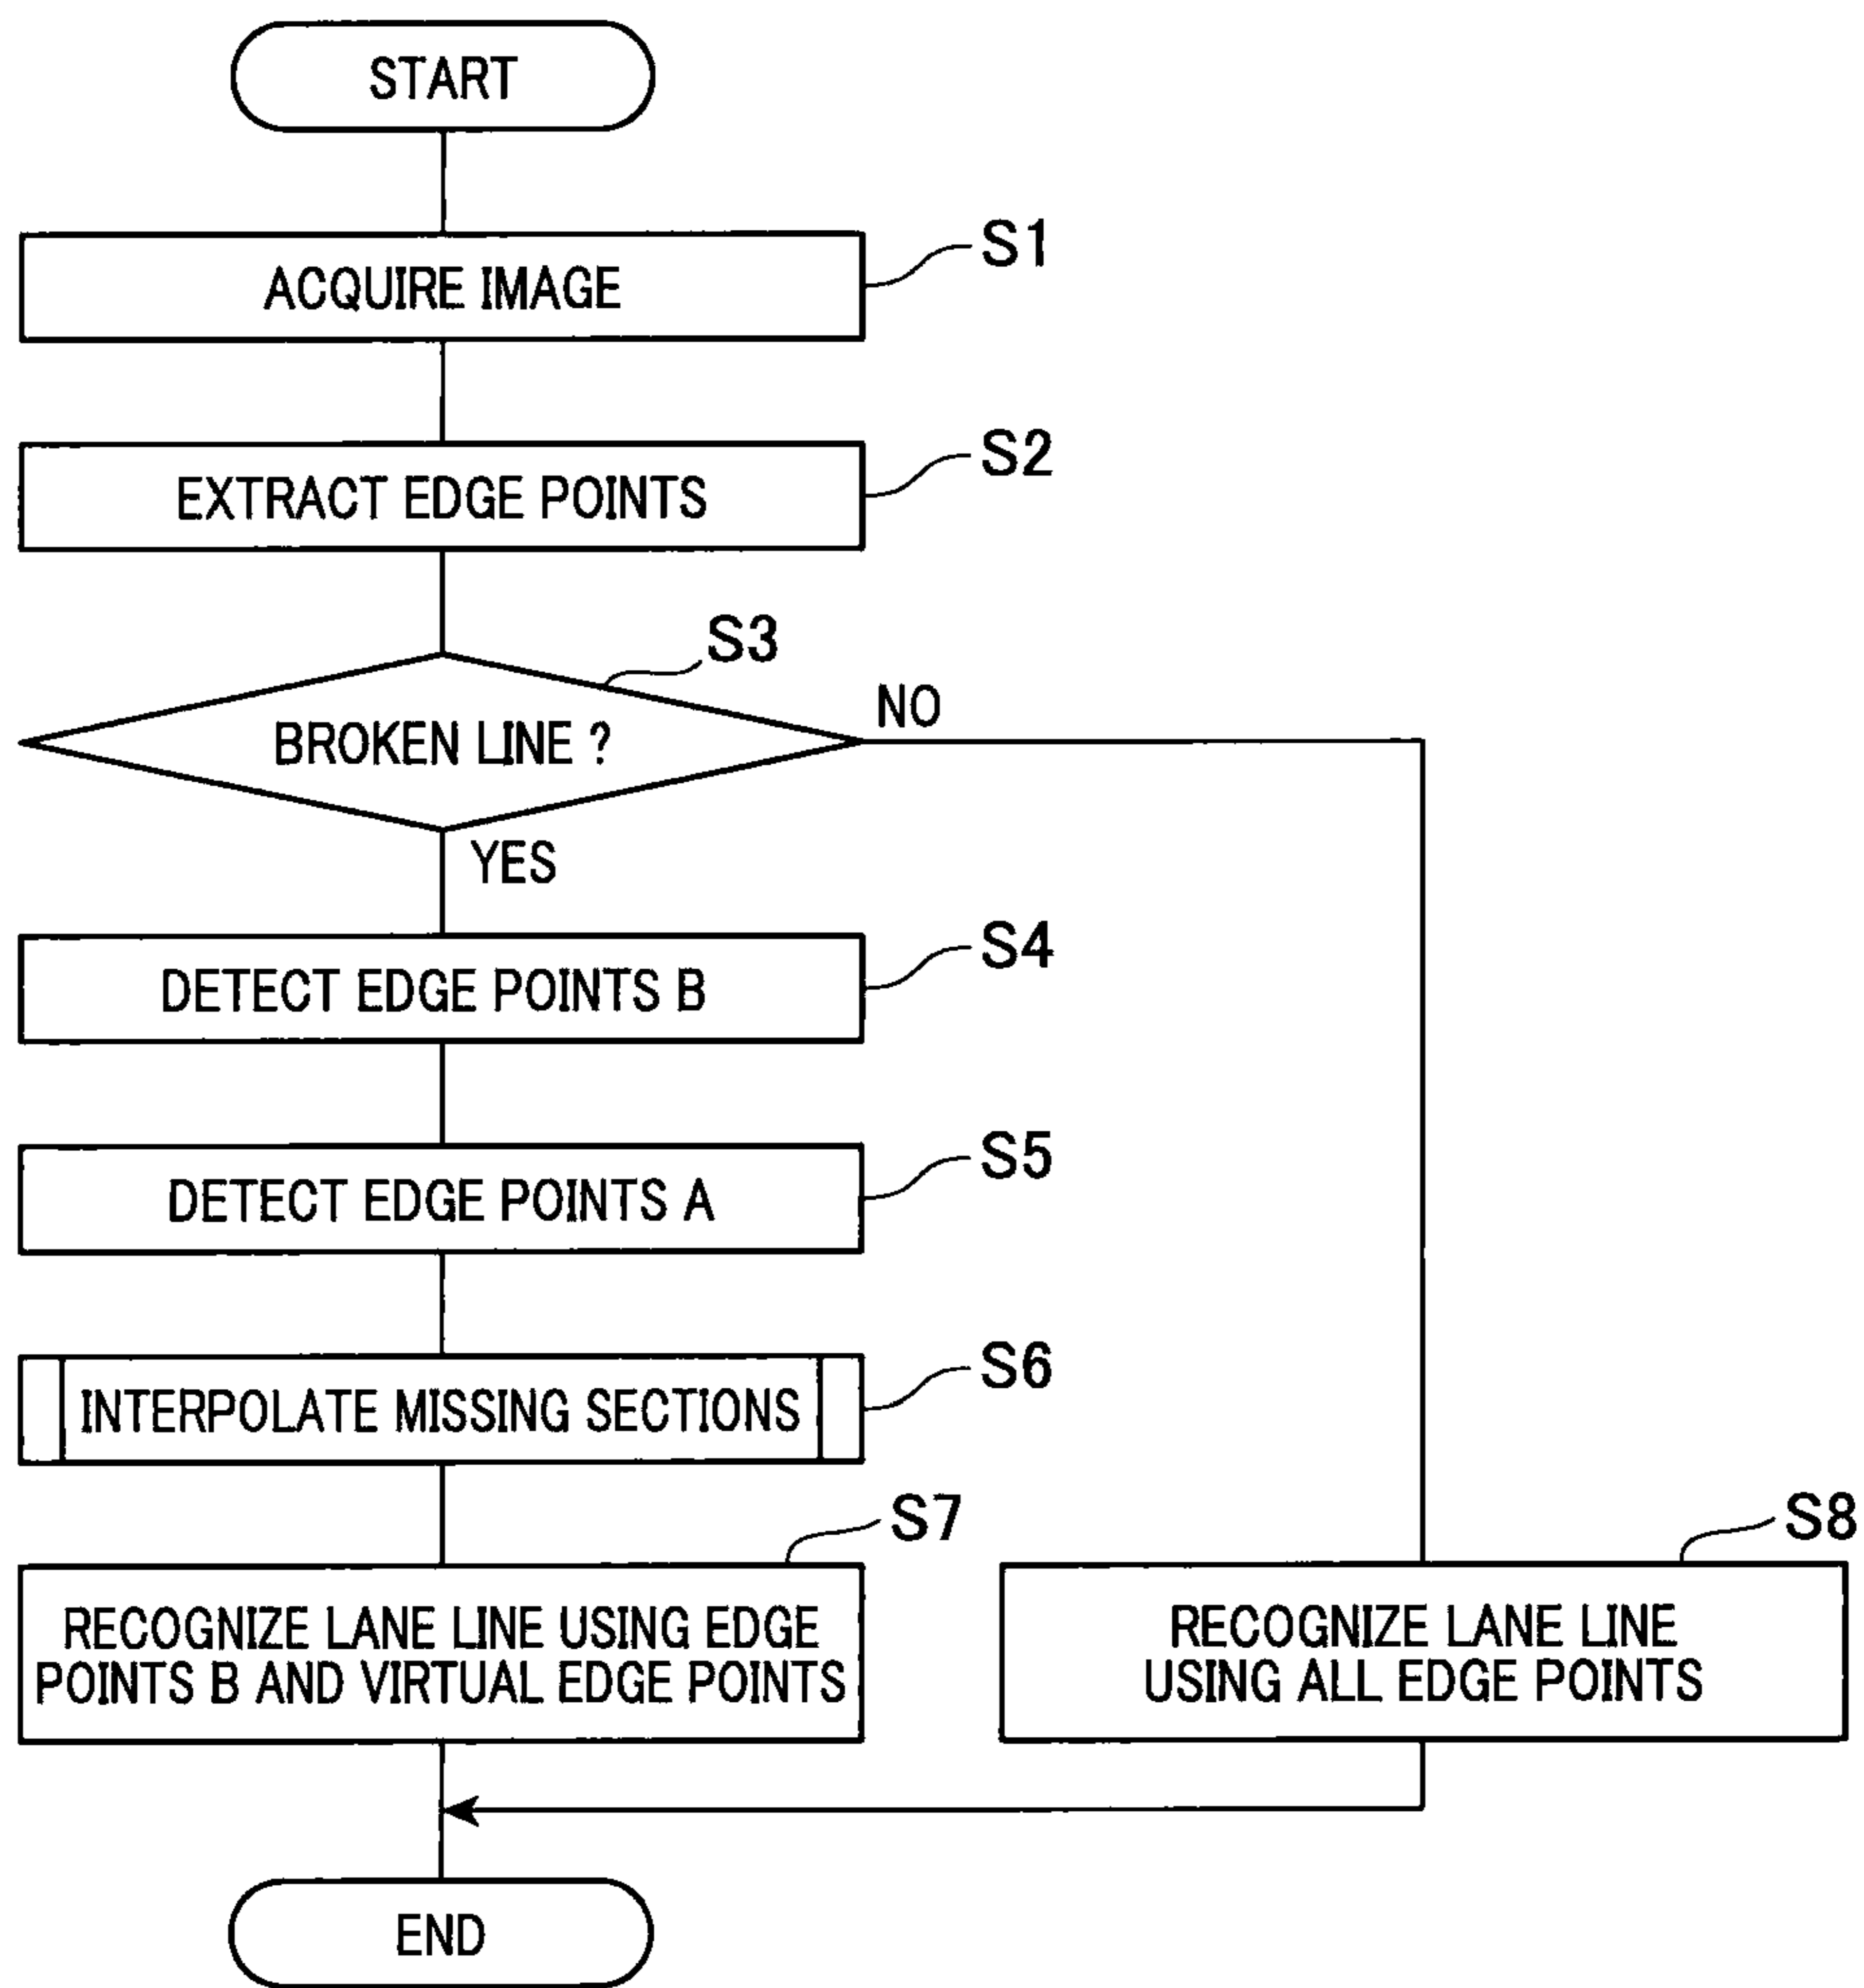 START
ACQUIRE IMAGE
S1
EXTRACT EDGE POINTS
S2
S3
BROKEN LINE ?
NO
YES
DETECT EDGE POINTS B
S4
DETECT EDGE POINTS A
S5
INTERPOLATE MISSING SECTIONS
S6
S7
RECOGNIZE LANE LINE USING EDGE
POINTS B AND VIRTUAL EDGE POINTS
S8
RECOGNIZE LANE LINE
USING ALL EDGE POINTS
END